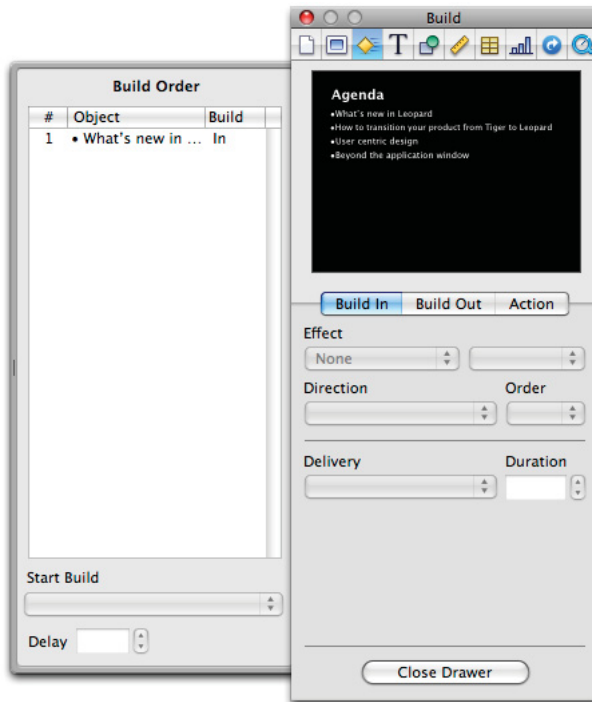 Build
T
Build Order
# Object Build
1 • What's new in ... In
Start Build
Delay
Agenda
•What's new in Leopard
•How to transition your product from Tiger to Leopard
•User centric design
•Beyond the application window
Build In Build Out Action
Effect
None
Direction Order
Delivery Duration
Close Drawer